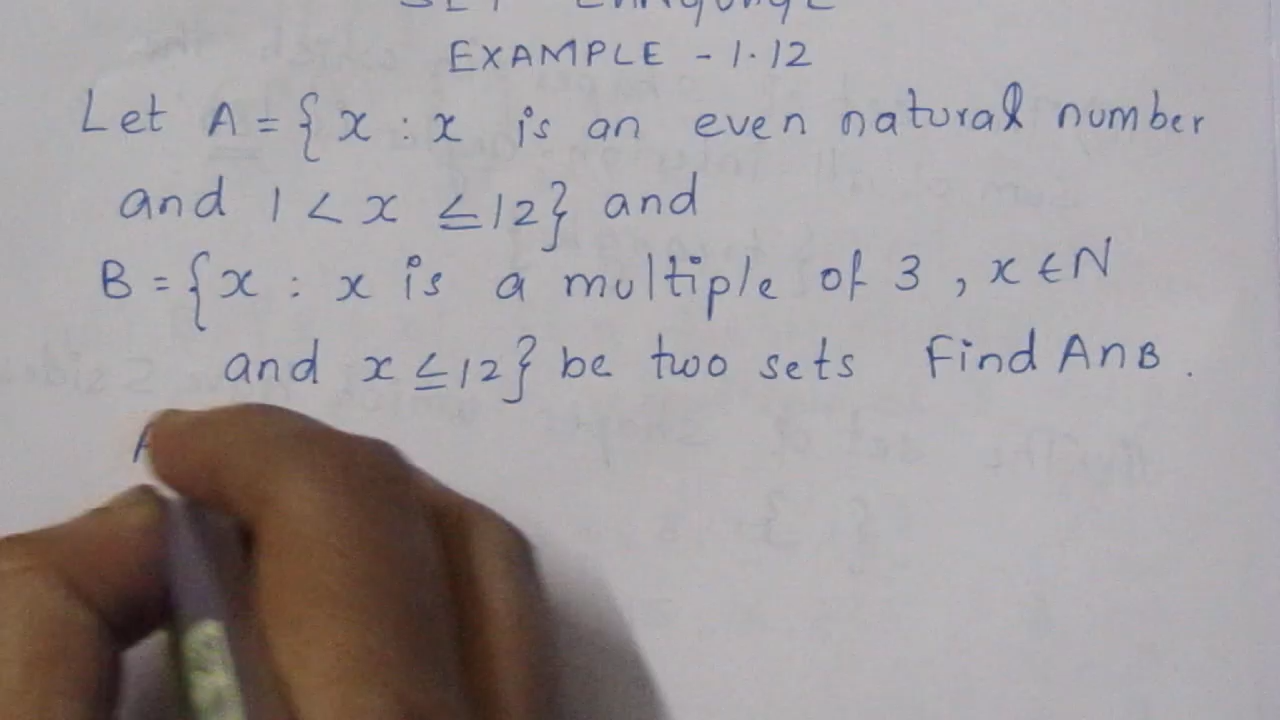 EXAMPLE - 1.12
Let A = { x : x is an even natural number
and 1 < x ≤ 12} and
B = { x : x is a multiple of 3 , x ∈ N
and x ≤ 12} be two sets Find A∩B .
A